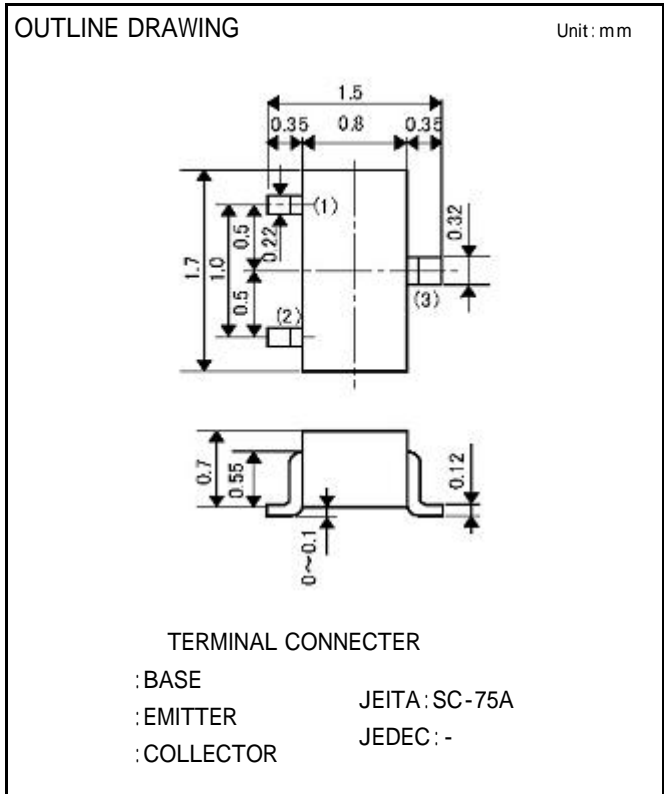 OUTLINE DRAWING Unit:mm
1.5
0.35 0.8 0.35
(1)
0.22
0.5
0.32
1.7
1.0
0.5
(2)
(3)
0.7
0.55
0.12
0~0.1
TERMINAL CONNECTER
:BASE
:EMITTER
:COLLECTOR
JEITA:SC-75A
JEDEC:-